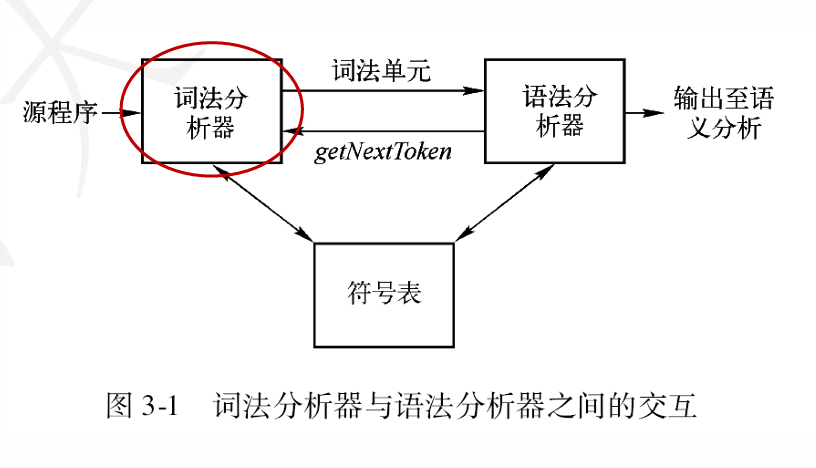 源程序
词法分
析器
词法单元
getNextToken
语法分
析器
输出至语
义分析
符号表
图 3-1 词法分析器与语法分析器之间的交互